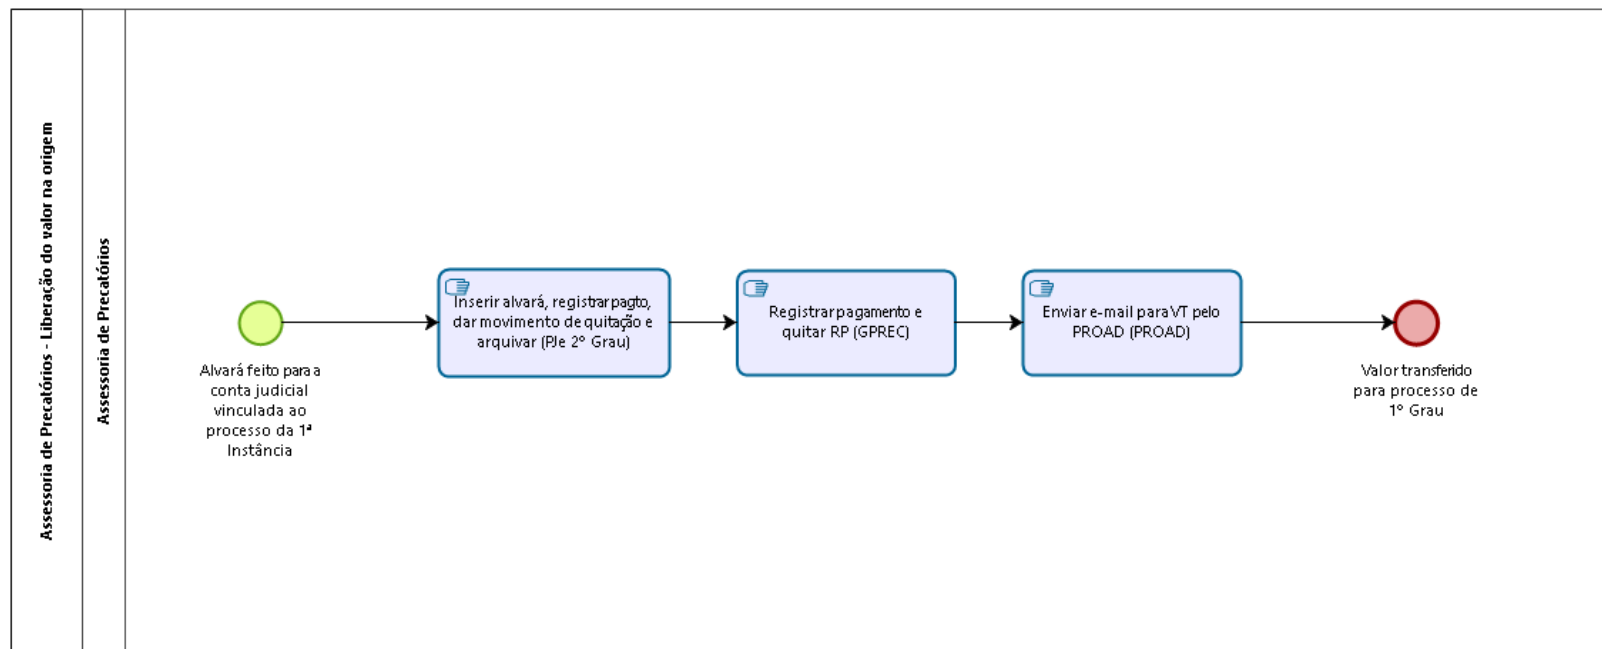 Assessoria de Precatórios - Liberação do valor na origem
Assessoria de Precatórios
Alvará feito para a
conta judicial
vinculada ao
processo da 1ª
Instância
Inserir alvará, registrar pagto,
dar movimento de quitação e
arquivar (PJe 2º Grau)
Registrar pagamento e
quitar RP (GPREC)
Enviar e-mail para VT pelo
PROAD (PROAD)
Valor transferido
para processo de
1º Grau